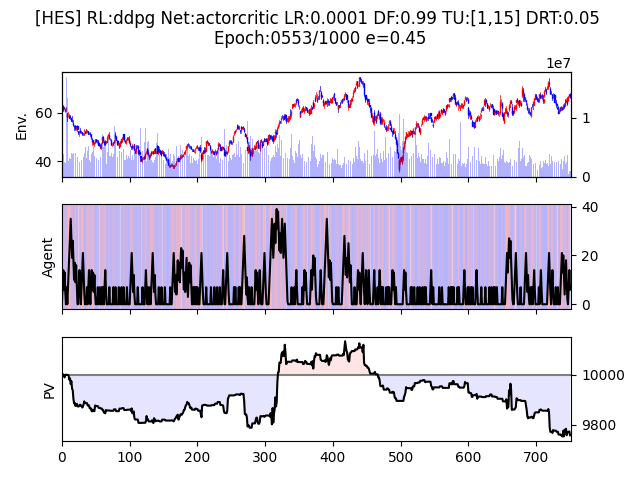 [HES] RL:ddpg Net:actorcritic LR:0.0001 DF:0.99 TU:[1,15] DRT:0.05
Epoch:0553/1000 e=0.45
1e7
Env.
60
40
1
0
Agent
40
20
0
PV
10000
9800
0 100 200 300 400 500 600 700